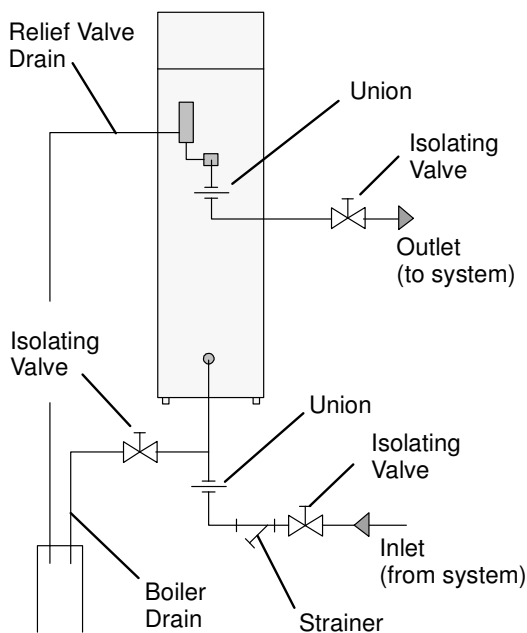 Relief Valve
Drain
Union
Isolating
Valve
Outlet
(to system)
Isolating
Valve
Union
Isolating
Valve
Inlet
(from system)
Boiler
Drain
Strainer